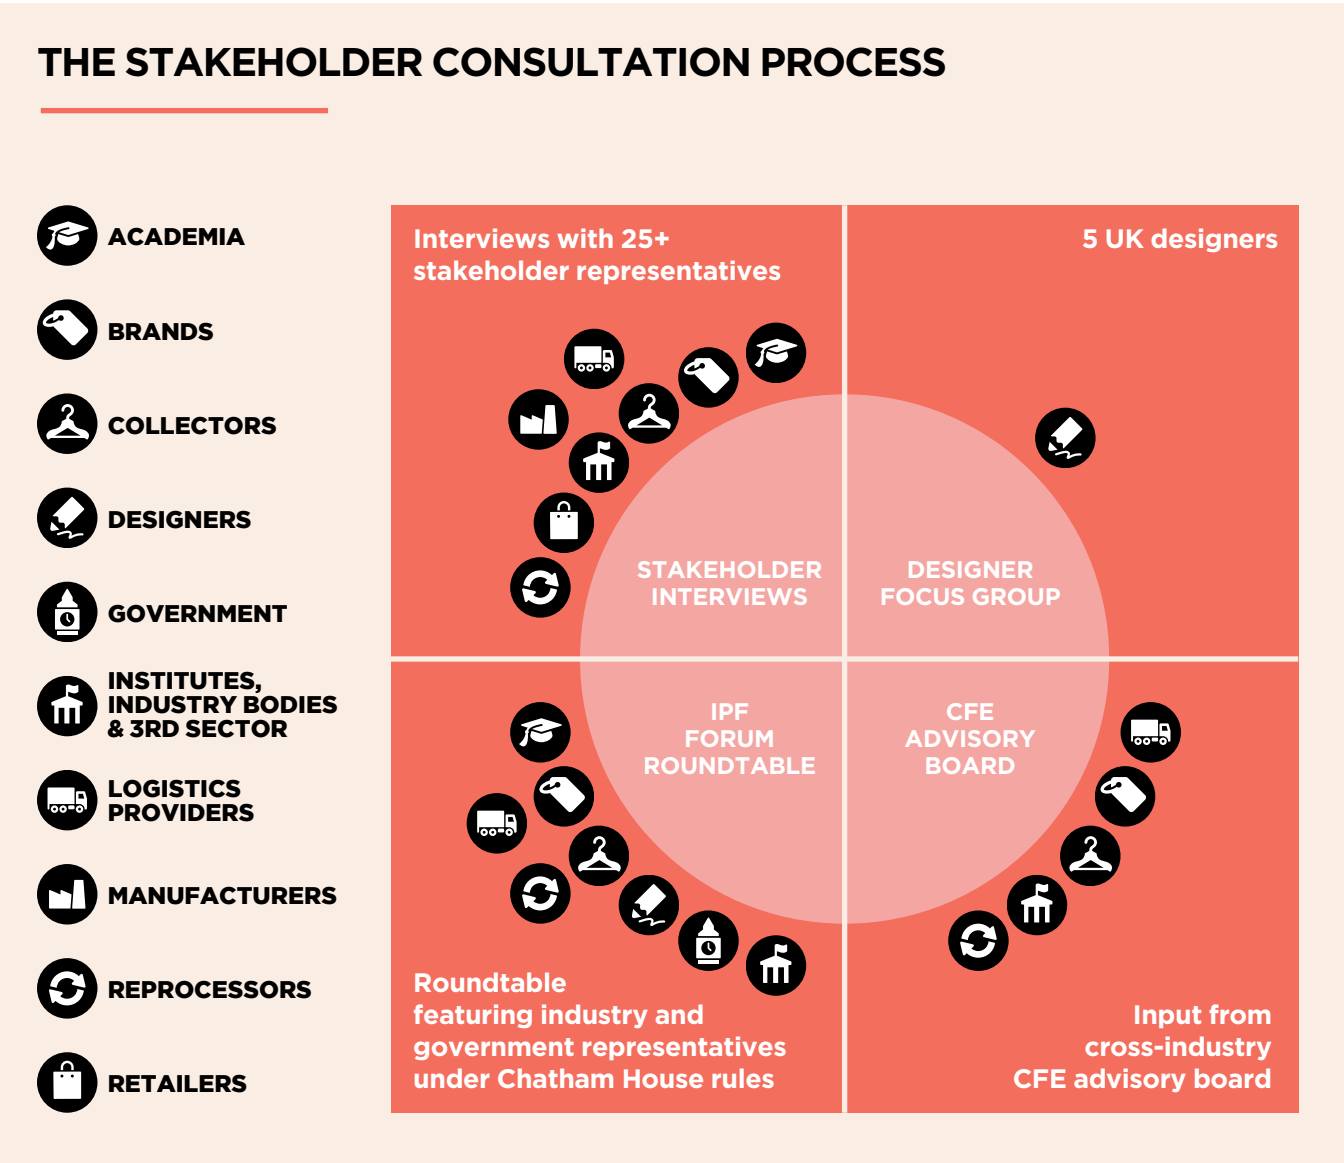 THE STAKEHOLDER CONSULTATION PROCESS
ACADEMIA
BRANDS
COLLECTORS
DESIGNERS
GOVERNMENT
INSTITUTES,
INDUSTRY BODIES
& 3RD SECTOR
LOGISTICS
PROVIDERS
MANUFACTURERS
REPROCESSORS
RETAILERS
Interviews with 25+
stakeholder representatives
STAKEHOLDER
INTERVIEWS
5 UK designers
DESIGNER
FOCUS GROUP
IPF
FORUM
ROUNDTABLE
Roundtable
featuring industry and
government representatives
under Chatham House rules
CFE
ADVISORY
BOARD
Input from
cross-industry
CFE advisory board